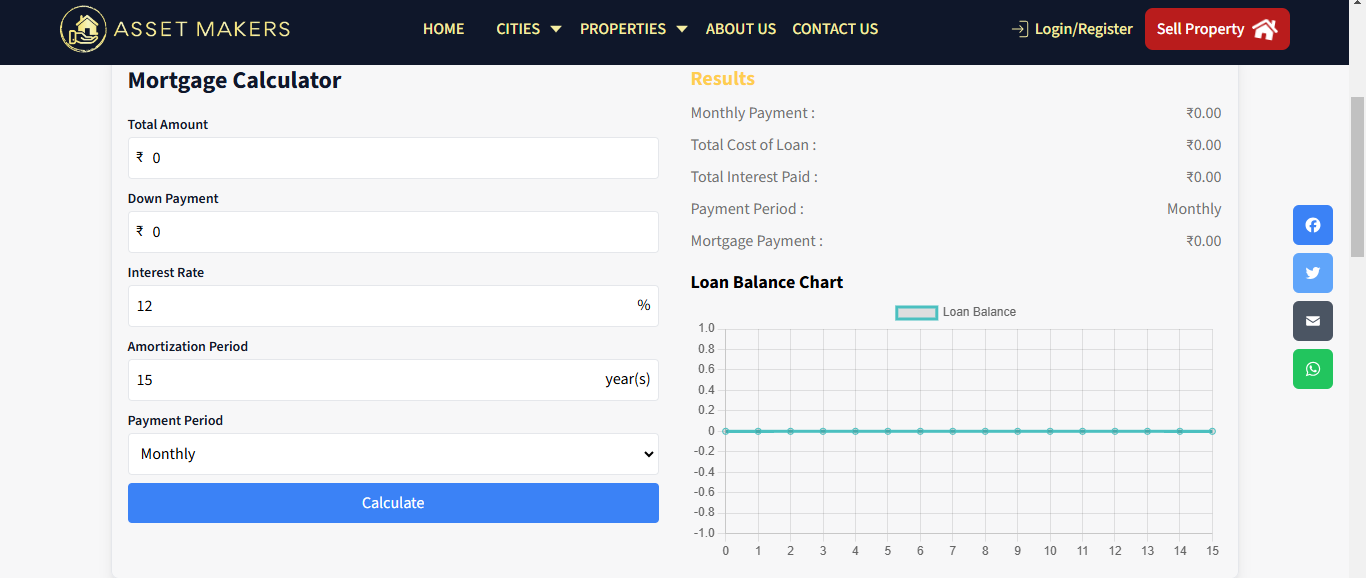 ASSET MAKERS
HOME CITIES PROPERTIES ABOUT US CONTACT US
Login/Register
Sell Property
Mortgage Calculator
Total Amount
₹ 0
Down Payment
₹ 0
Interest Rate
12 %
Amortization Period
15 year(s)
Payment Period
Monthly
Calculate
Results
Monthly Payment : ₹0.00
Total Cost of Loan : ₹0.00
Total Interest Paid : ₹0.00
Payment Period : Monthly
Mortgage Payment : ₹0.00
Loan Balance Chart
Loan Balance
1.0
0.8
0.6
0.4
0.2
0
-0.2
-0.4
-0.6
-0.8
-1.0
0 1 2 3 4 5 6 7 8 9 10 11 12 13 14 15